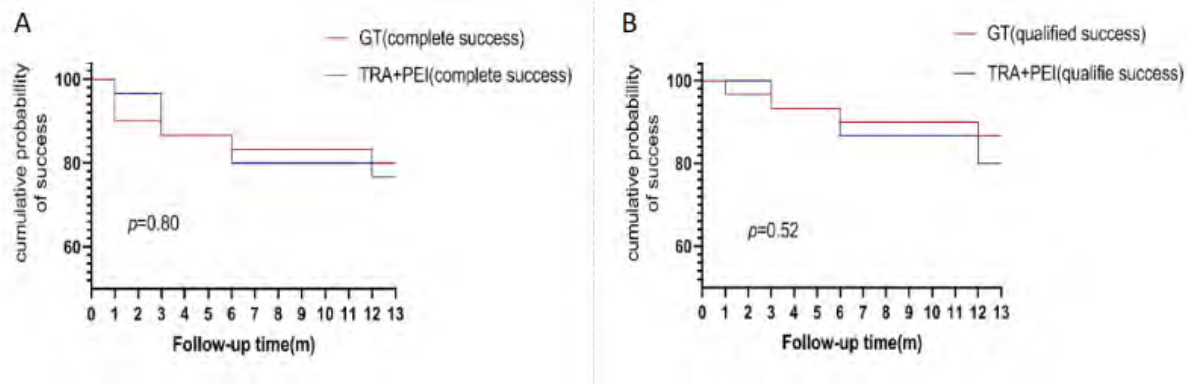 A
GT(complete success)
TRA+PEI(complete success)
cumulative probabillity
of success
100
80
60
p=0.80
0 1 2 3 4 5 6 7 8 9 10 11 12 13
Follow-up time(m)
B
GT(qualified success)
TRA+PEI(qualifie success)
cumulative probabillity
of success
100
80
60
p=0.52
0 1 2 3 4 5 6 7 8 9 10 11 12 13
Follow-up time(m)